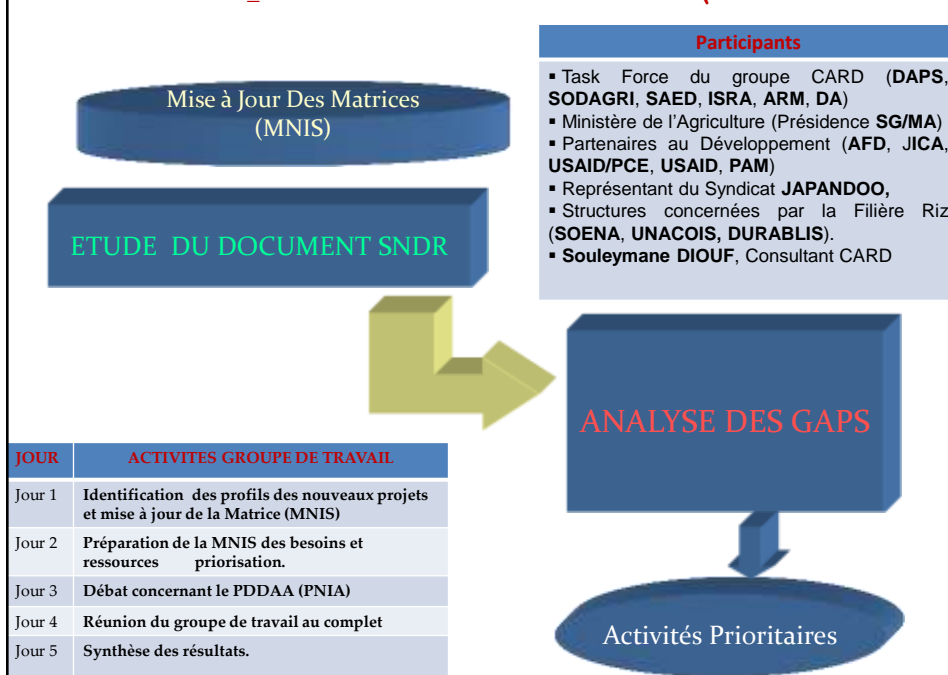 Participants
▪ Task Force du groupe CARD (DAPS,
SODAGRI, SAED, ISRA, ARM, DA)
▪ Ministère de l'Agriculture (Présidence SG/MA)
▪ Partenaires au Développement (AFD, JICA,
USAID/PCE, USAID, PAM)
▪ Représentant du Syndicat JAPANDOO,
▪ Structures concernées par la Filière Riz
(SOENA, UNACOIS, DURABLIS).
▪ Souleymane DIOUF, Consultant CARD
Mise à Jour Des Matrices
(MNIS)
ETUDE DU DOCUMENT SNDR
ANALYSE DES GAPS
JOUR ACTIVITES GROUPE DE TRAVAIL
Jour 1 Identification des profils des nouveaux projets
et mise à jour de la Matrice (MNIS)
Jour 2 Préparation de la MNIS des besoins et
ressources priorisation.
Jour 3 Débat concernant le PDDAA (PNIA)
Jour 4 Réunion du groupe de travail au complet
Jour 5 Synthèse des résultats.
Activités Prioritaires